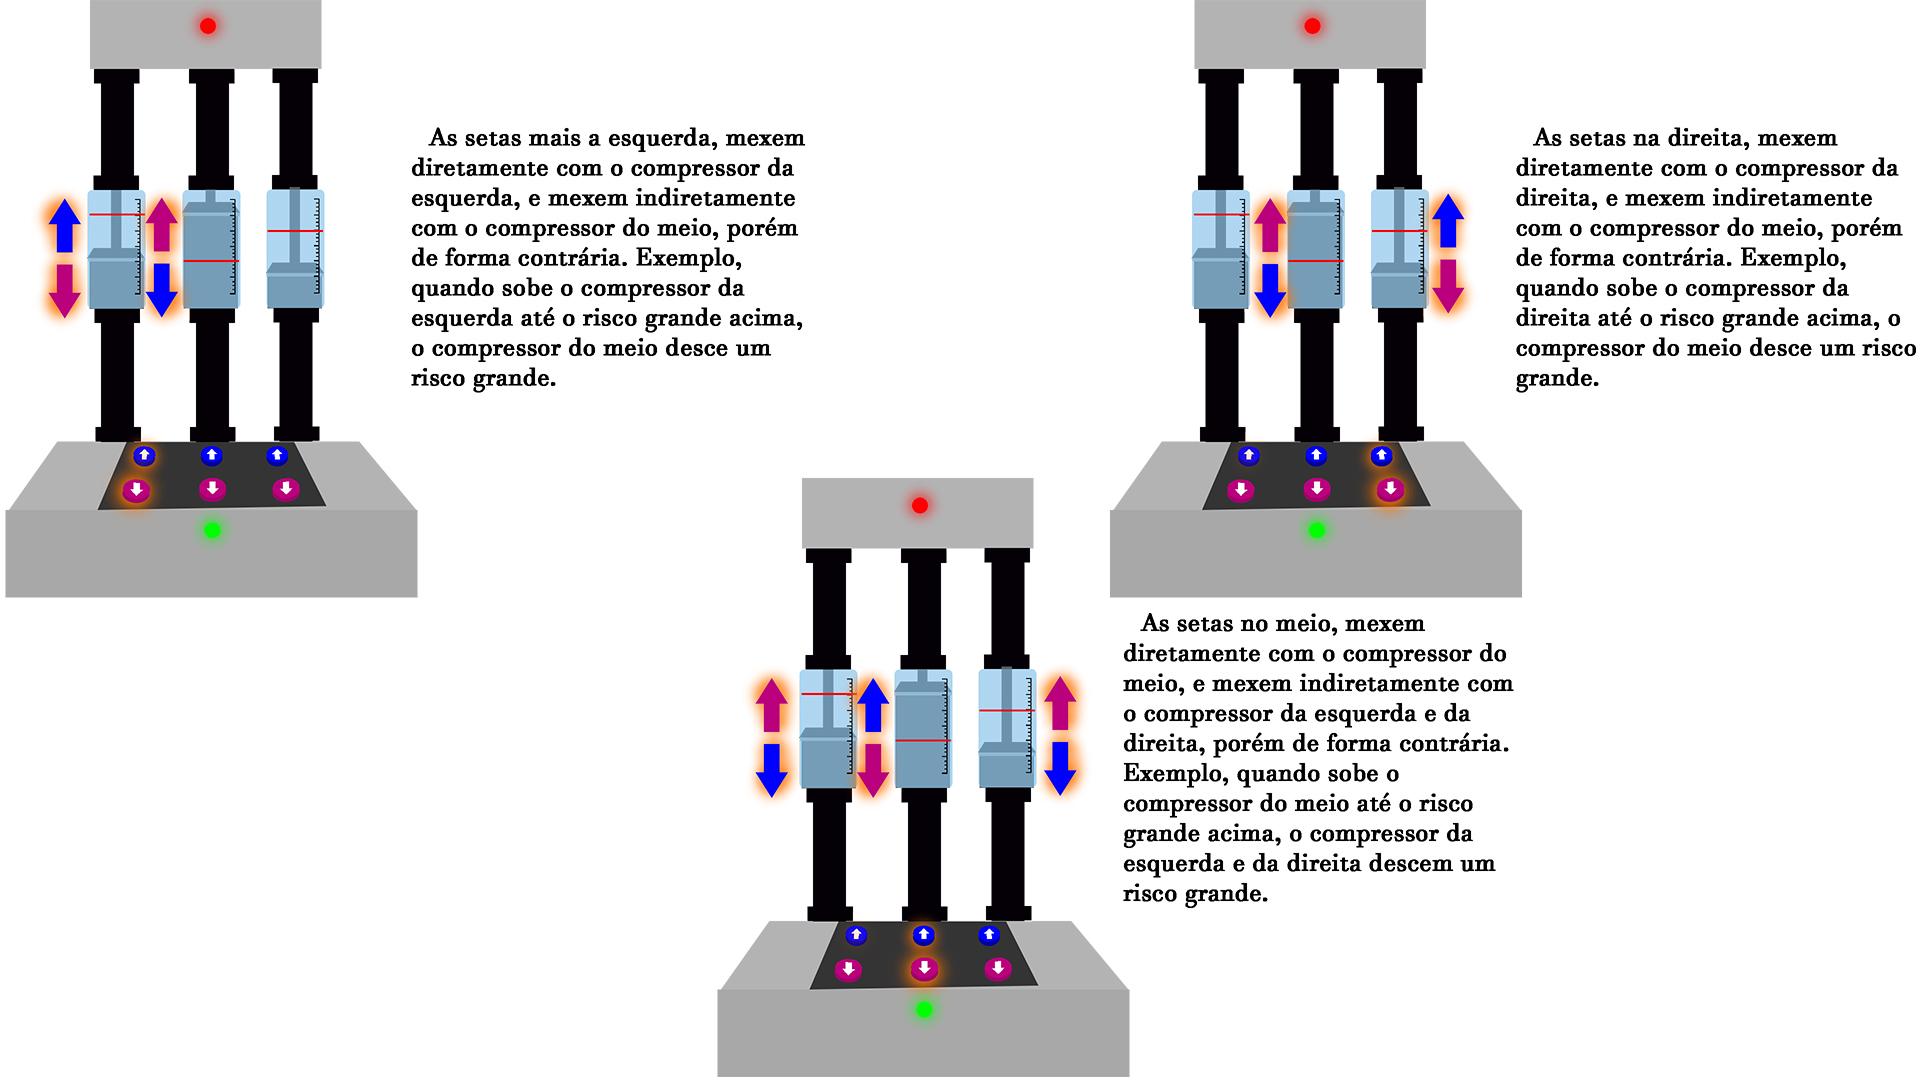 As setas mais a esquerda, mexem
diretamente com o compressor da
esquerda, e mexem indiretamente
com o compressor do meio, porém
de forma contrária. Exemplo,
quando sobe o compressor da
esquerda até o risco grande acima,
o compressor do meio desce um
risco grande.
As setas na direita, mexem
diretamente com o compressor da
direita, e mexem indiretamente
com o compressor do meio, porém
de forma contrária. Exemplo,
quando sobe o compressor da
direita até o risco grande acima, o
compressor do meio desce um risco
grande.
As setas no meio, mexem
diretamente com o compressor do
meio, e mexem indiretamente com
o compressor da esquerda e da
direita, porém de forma contrária.
Exemplo, quando sobe o
compressor do meio até o risco
grande acima, o compressor da
esquerda e da direita descem um
risco grande.